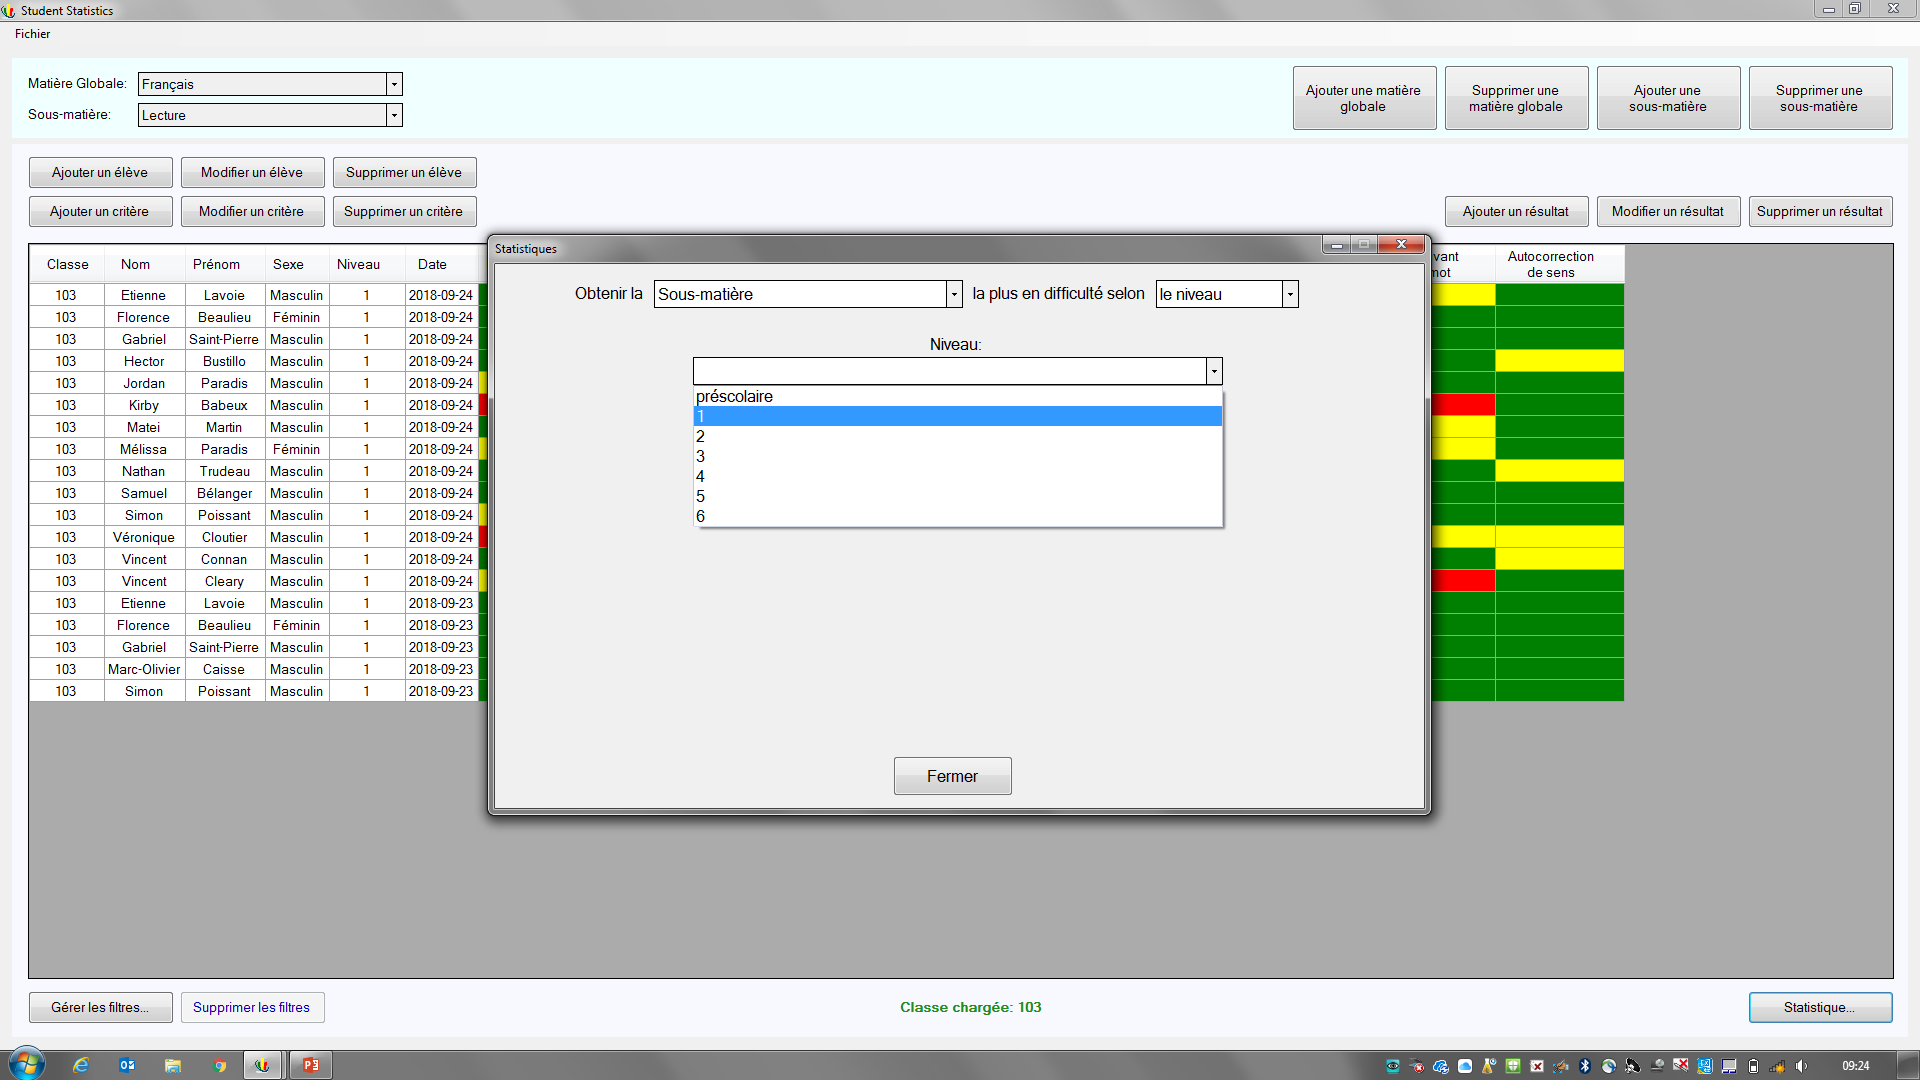 Student Statistics
Fichier
Matière Globale: Français
Sous-matière: Lecture
Ajouter une matière globale
Supprimer une matière globale
Ajouter une sous-matière
Supprimer une sous-matière
Ajouter un élève Modifier un élève Supprimer un élève
Ajouter un critère Modifier un critère Supprimer un critère
Ajouter un résultat Modifier un résultat Supprimer un résultat
Classe Nom Prénom Sexe Niveau Date
vant mot
Autocorrection de sens
103 Etienne Lavoie Masculin 1 2018-09-24
103 Florence Beaulieu Féminin 1 2018-09-24
103 Gabriel Saint-Pierre Masculin 1 2018-09-24
103 Hector Bustillo Masculin 1 2018-09-24
103 Jordan Paradis Masculin 1 2018-09-24
103 Kirby Babeux Masculin 1 2018-09-24
103 Matei Martin Masculin 1 2018-09-24
103 Mélissa Paradis Féminin 1 2018-09-24
103 Nathan Trudeau Masculin 1 2018-09-24
103 Samuel Bélanger Masculin 1 2018-09-24
103 Simon Poissant Masculin 1 2018-09-24
103 Véronique Cloutier Masculin 1 2018-09-24
103 Vincent Connan Masculin 1 2018-09-24
103 Vincent Cleary Masculin 1 2018-09-24
103 Etienne Lavoie Masculin 1 2018-09-23
103 Florence Beaulieu Féminin 1 2018-09-23
103 Gabriel Saint-Pierre Masculin 1 2018-09-23
103 Marc-Olivier Caisse Masculin 1 2018-09-23
103 Simon Poissant Masculin 1 2018-09-23
Statistiques
Obtenir la Sous-matière la plus en difficulté selon le niveau
Niveau:
préscolaire
1
2
3
4
5
6
Fermer
Gérer les filtres... Supprimer les filtres
Classe chargée: 103
Statistique...
09:24